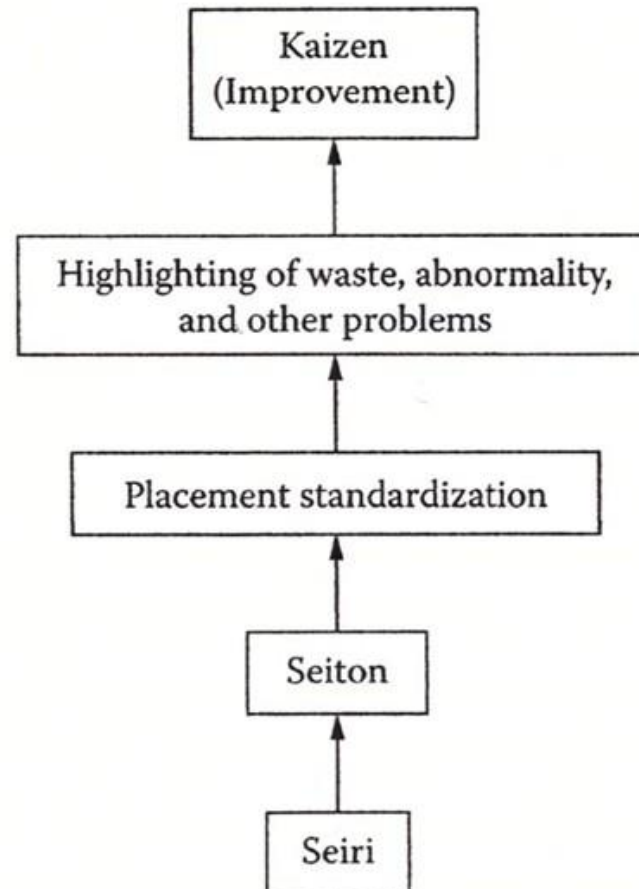 Kaizen
(Improvement)
Highlighting of waste, abnormality,
and other problems
Placement standardization
Seiton
Seiri